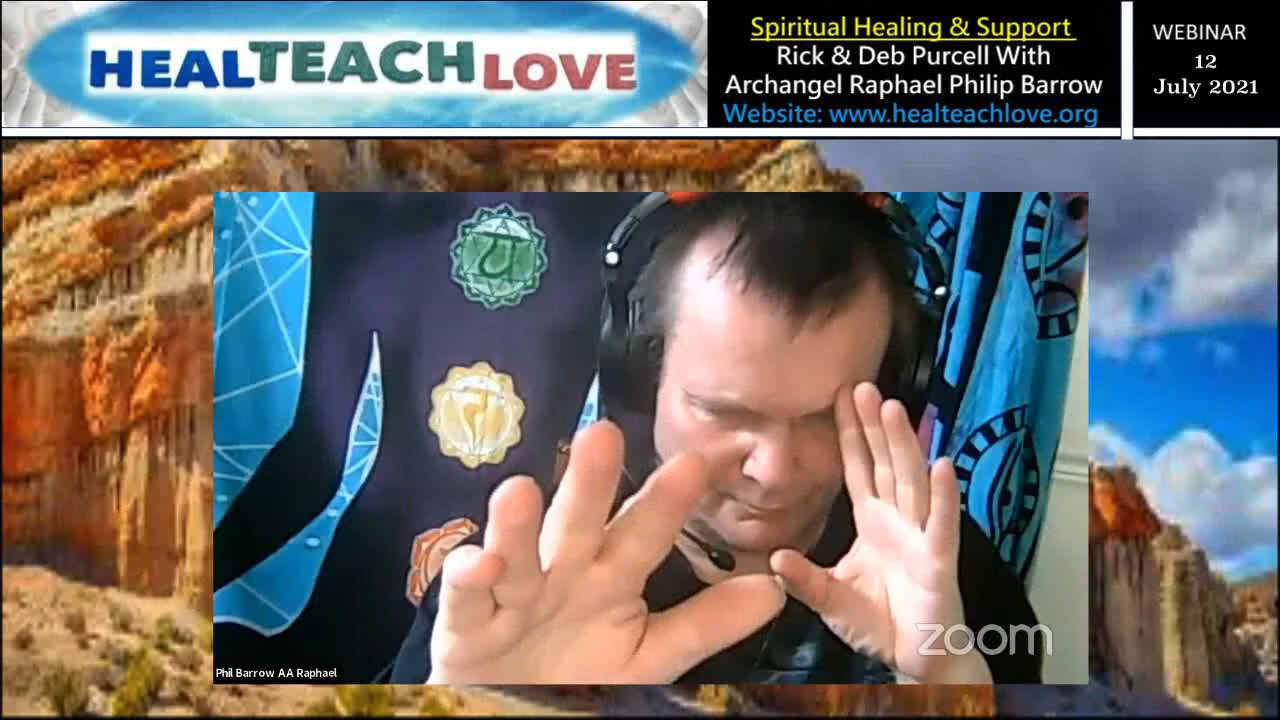 HEALTEACHLOVE
Spiritual Healing & Support
Rick & Deb Purcell With
Archangel Raphael Philip Barrow
Website: www.healteachlove.org
WEBINAR
12
July 2021
zoom
Phil Barrow AA Raphael